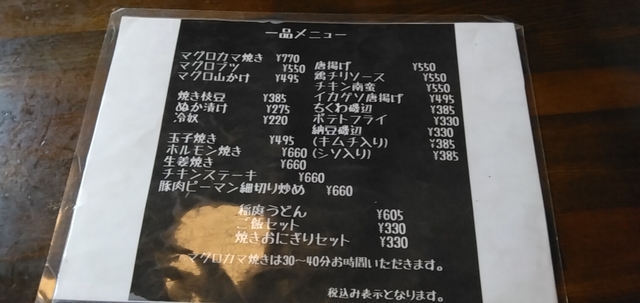 一品メニュー
マグロカマ焼き ¥770
マグロブツ ¥550
マグロ山かけ ¥495
焼き枝豆 ¥385
ぬか漬け ¥275
冷奴 ¥220
玉子焼き ¥495
ホルモン焼き ¥660
生姜焼き ¥660
チキンステーキ ¥660
豚肉ピーマン細切り炒め ¥660
唐揚げ ¥550
鶏チリソース ¥550
チキン南蛮 ¥550
イカゲソ唐揚げ ¥495
ちくわ磯辺 ¥385
ポテトフライ ¥330
納豆磯辺 ¥330
(キムチ入り) ¥385
(シソ入り) ¥385
稲庭うどん ¥605
ご飯セット ¥330
焼きおにぎりセット ¥330
マグロカマ焼きは30〜40分お時間いただきます。
税込み表示となります。